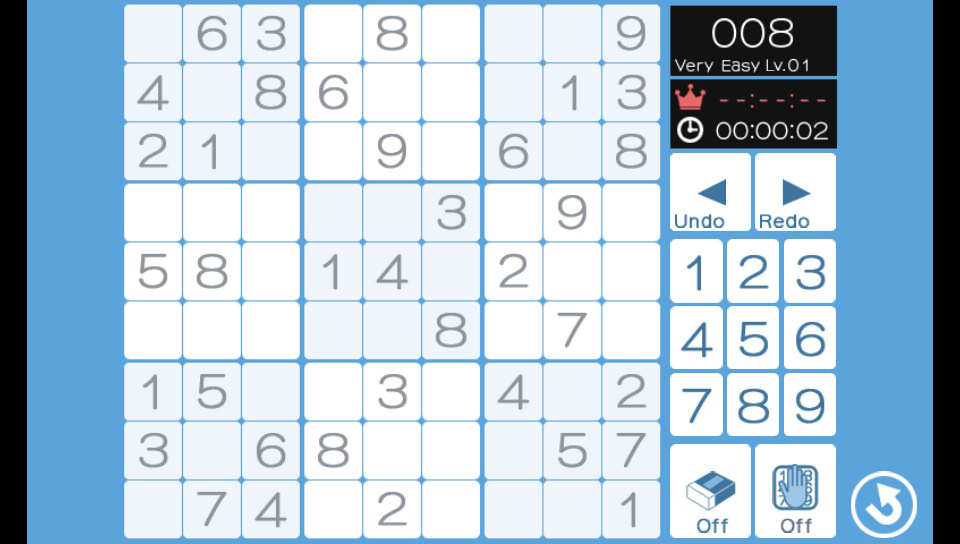 6 3 8 9
4 8 6 1 3
2 1 9 6 8
3 9
5 8 1 4 2
8 7
1 5 3 4 2
3 6 8 5 7
7 4 2 1
008
Very Easy Lv.01
--:--:--
00:00:02
Undo Redo
1 2 3
4 5 6
7 8 9
Off Off